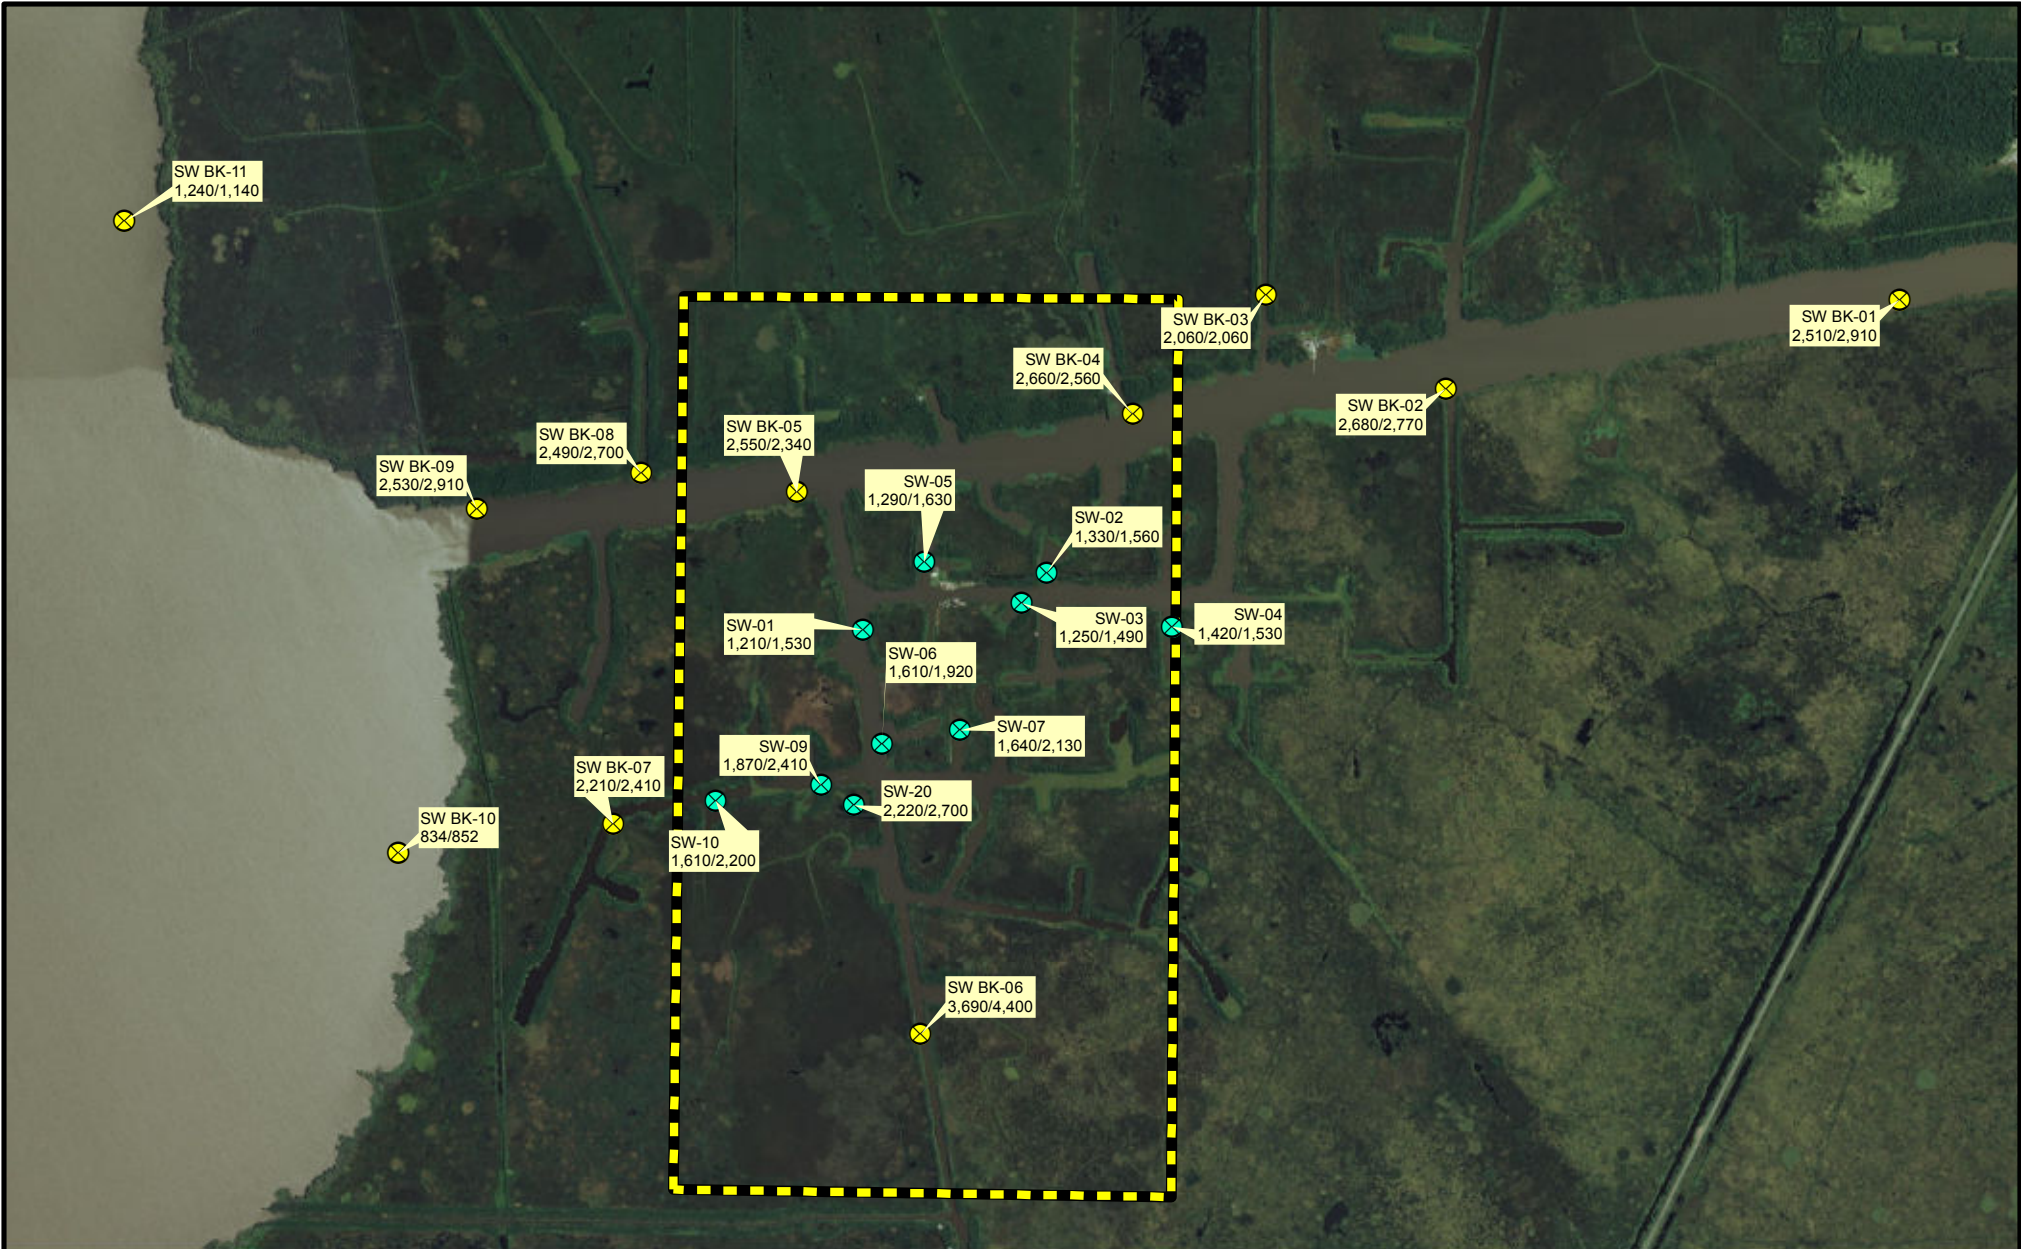 SW BK-11
1,240/1,140
SW BK-03
2,060/2,060
SW BK-01
2,510/2,910
SW BK-04
2,660/2,560
SW BK-02
2,680/2,770
SW BK-05
2,550/2,340
SW BK-08
2,490/2,700
SW BK-09
2,530/2,910
SW-05
1,290/1,630
SW-02
1,330/1,560
SW-03
1,250/1,490
SW-04
1,420/1,530
SW-01
1,210/1,530
SW-06
1,610/1,920
SW-07
1,640/2,130
SW-09
1,870/2,410
SW BK-07
2,210/2,410
SW-20
2,220/2,700
SW BK-10
834/852
SW-10
1,610/2,200
SW BK-06
3,690/4,400